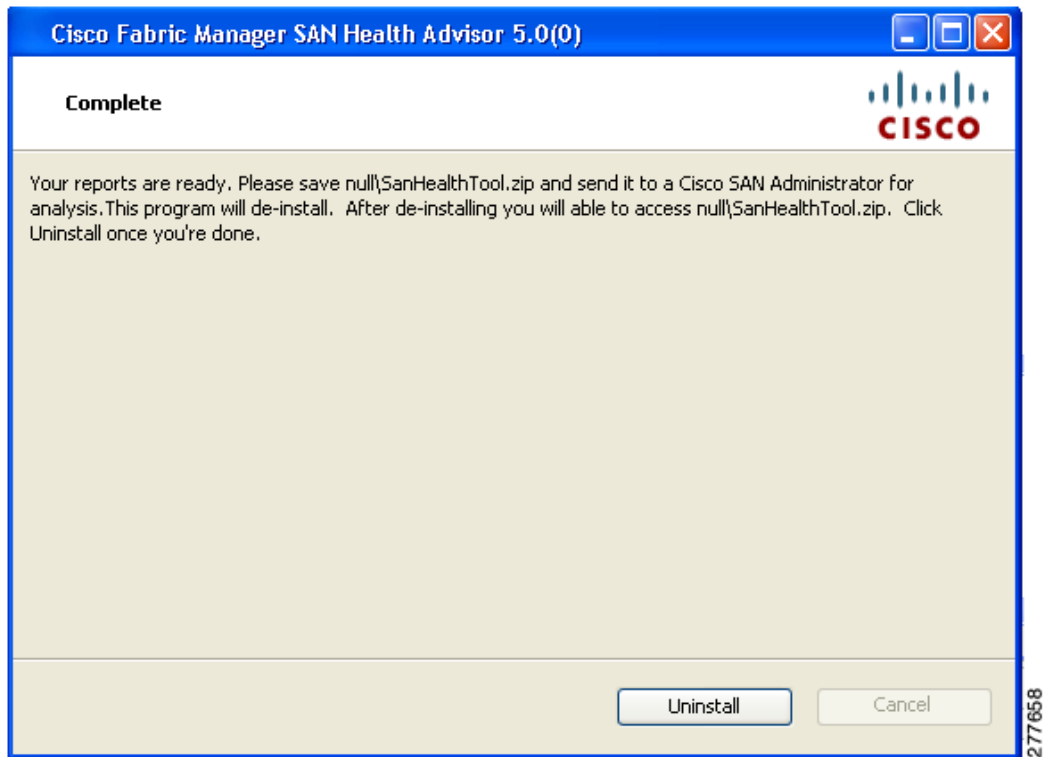 Cisco Fabric Manager SAN Health Advisor 5.0(0)
Complete
CISCO
Your reports are ready. Please save null\SanHealthTool.zip and send it to a Cisco SAN Administrator for
analysis.This program will de-install.  After de-installing you will able to access null\SanHealthTool.zip.  Click
Uninstall once you're done.
Uninstall
Cancel
277658